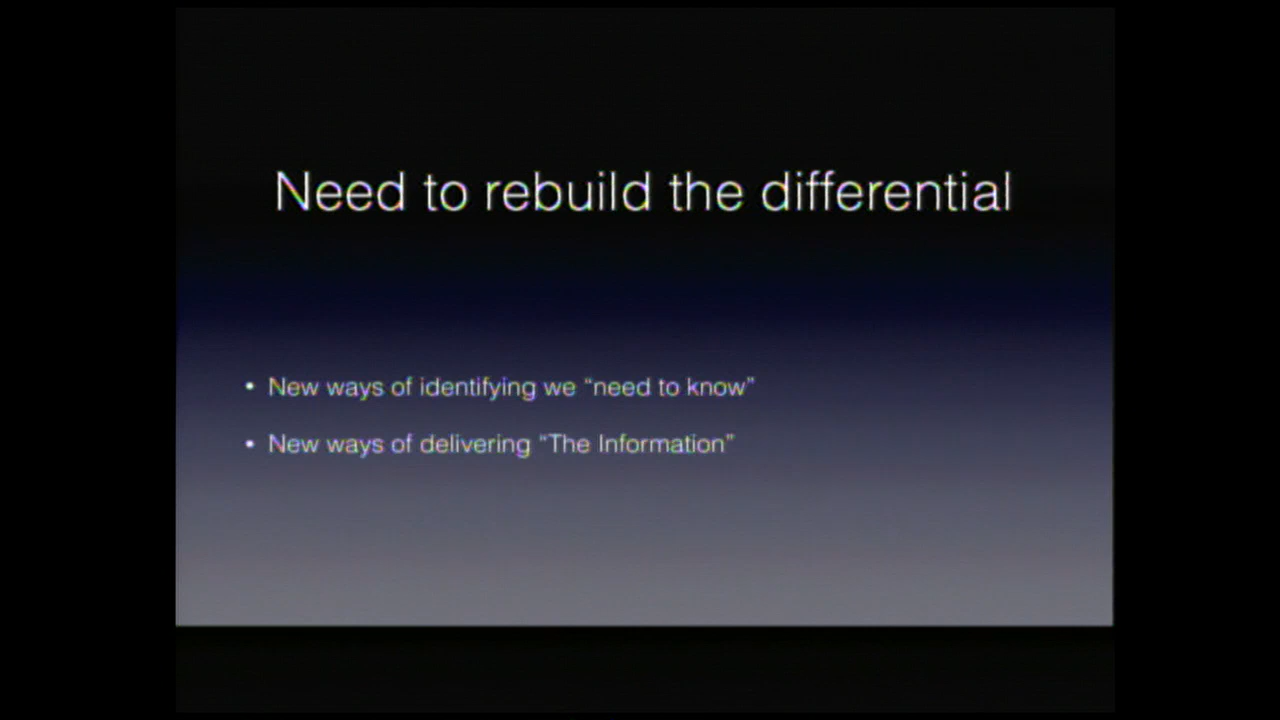 Need to rebuild the differential
• New ways of identifying we “need to know”
• New ways of delivering “The Information”